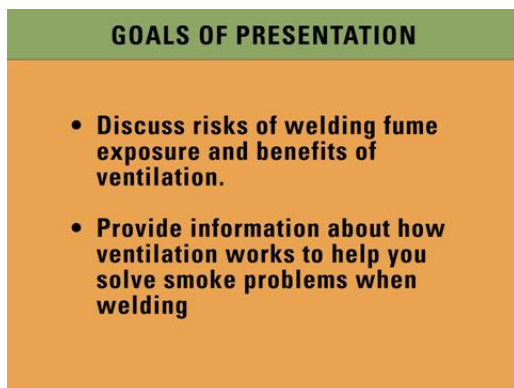 GOALS OF PRESENTATION
• Discuss risks of welding fume
exposure and benefits of
ventilation.
• Provide information about how
ventilation works to help you
solve smoke problems when
welding